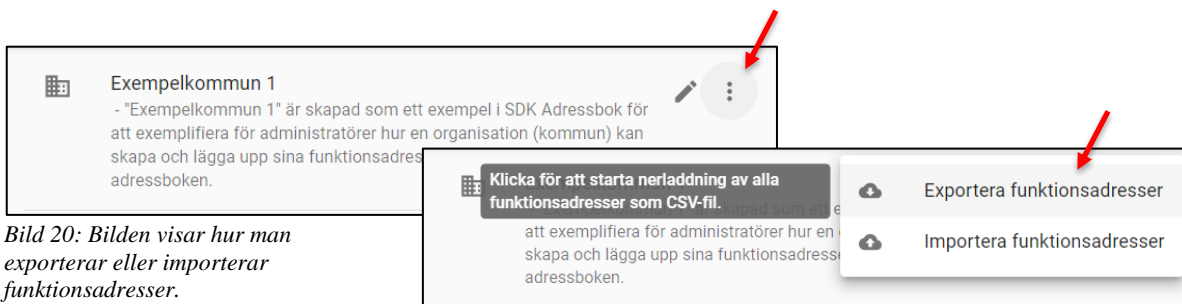 Exempelkommun 1
- "Exempelkommun 1" är skapad som ett exempel i SDK Adressbok för
att exemplifiera för administratörer hur en organisation (kommun) kan
skapa och lägga upp sina funktionsadres
adressboken.
Klicka för att starta nerladdning av alla
funktionsadresser som CSV-fil.
att exemplifiera för administratörer hur en
skapa och lägga upp sina funktionsadresse
adressboken.
Exportera funktionsadresser
Importera funktionsadresser
Bild 20: Bilden visar hur man
exporterar eller importerar
funktionsadresser.